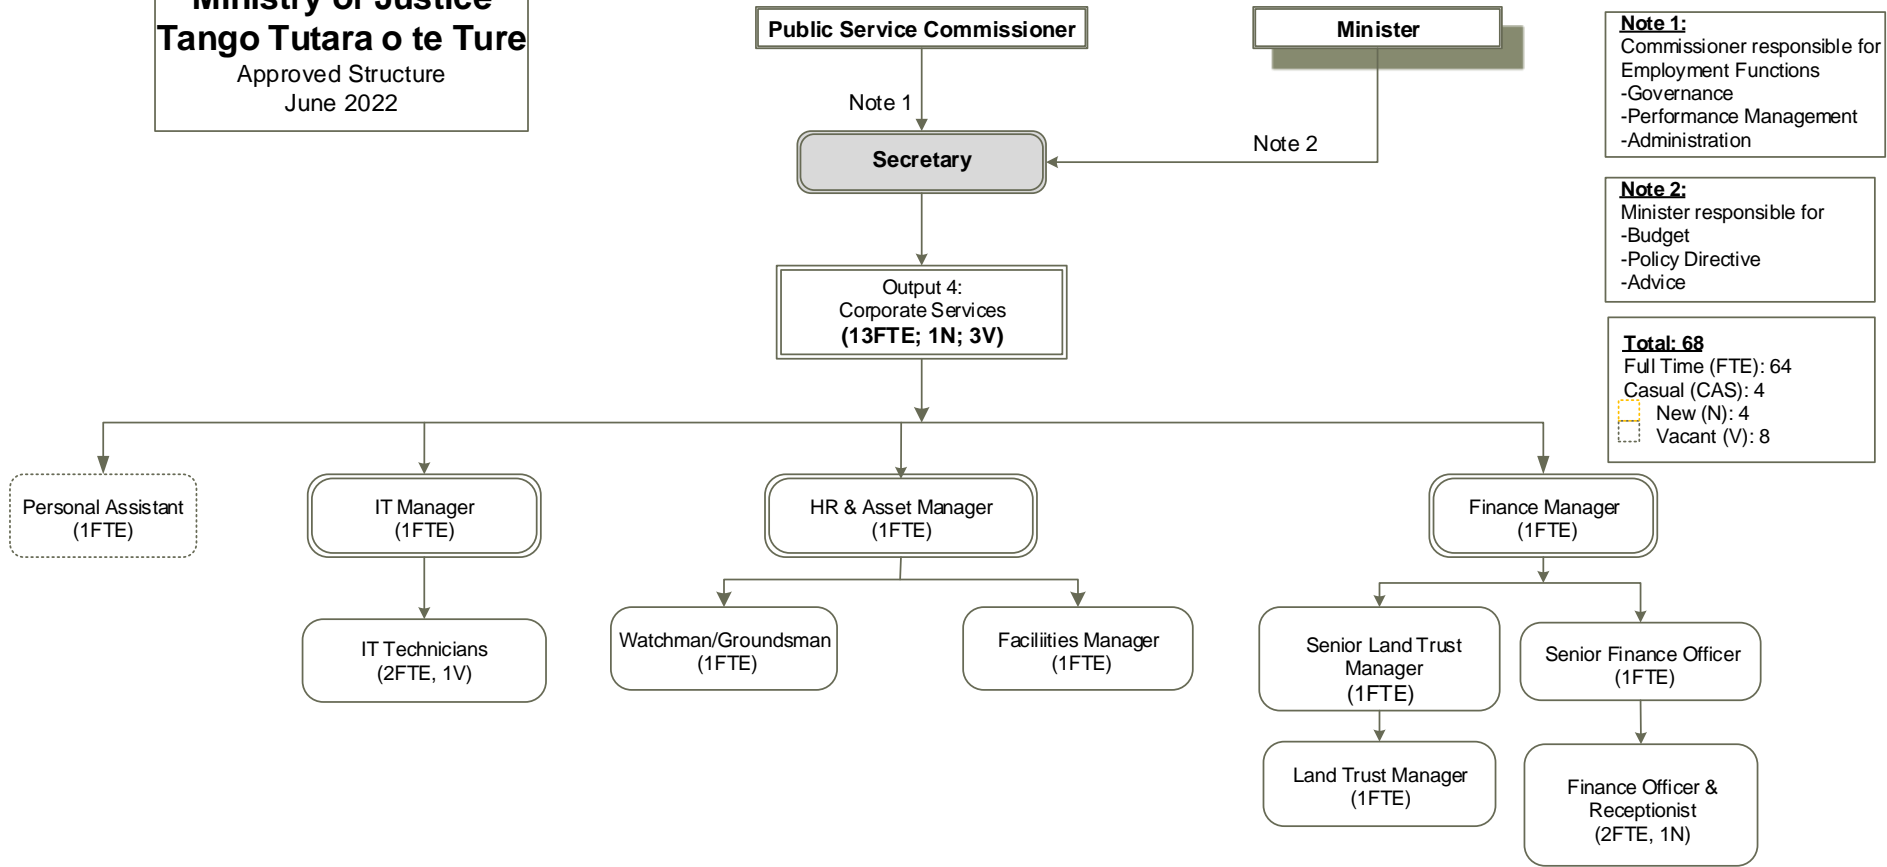 Ministry of Justice
Tango Tutara o te Ture
Approved Structure
June 2022
Public Service Commissioner
Minister
Note 1
Note 2
Secretary
Output 4:
Corporate Services
(13FTE; 1N; 3V)
Note 1:
Commissioner responsible for
Employment Functions
-Governance
-Performance Management
-Administration
Note 2:
Minister responsible for
-Budget
-Policy Directive
-Advice
Total: 68
Full Time (FTE): 64
Casual (CAS): 4
New (N): 4
Vacant (V): 8
Personal Assistant
(1FTE)
IT Manager
(1FTE)
HR & Asset Manager
(1FTE)
Finance Manager
(1FTE)
IT Technicians
(2FTE, 1V)
Watchman/Groundsman
(1FTE)
Faciliities Manager
(1FTE)
Senior Land Trust
Manager
(1FTE)
Senior Finance Officer
(1FTE)
Land Trust Manager
(1FTE)
Finance Officer &
Receptionist
(2FTE, 1N)